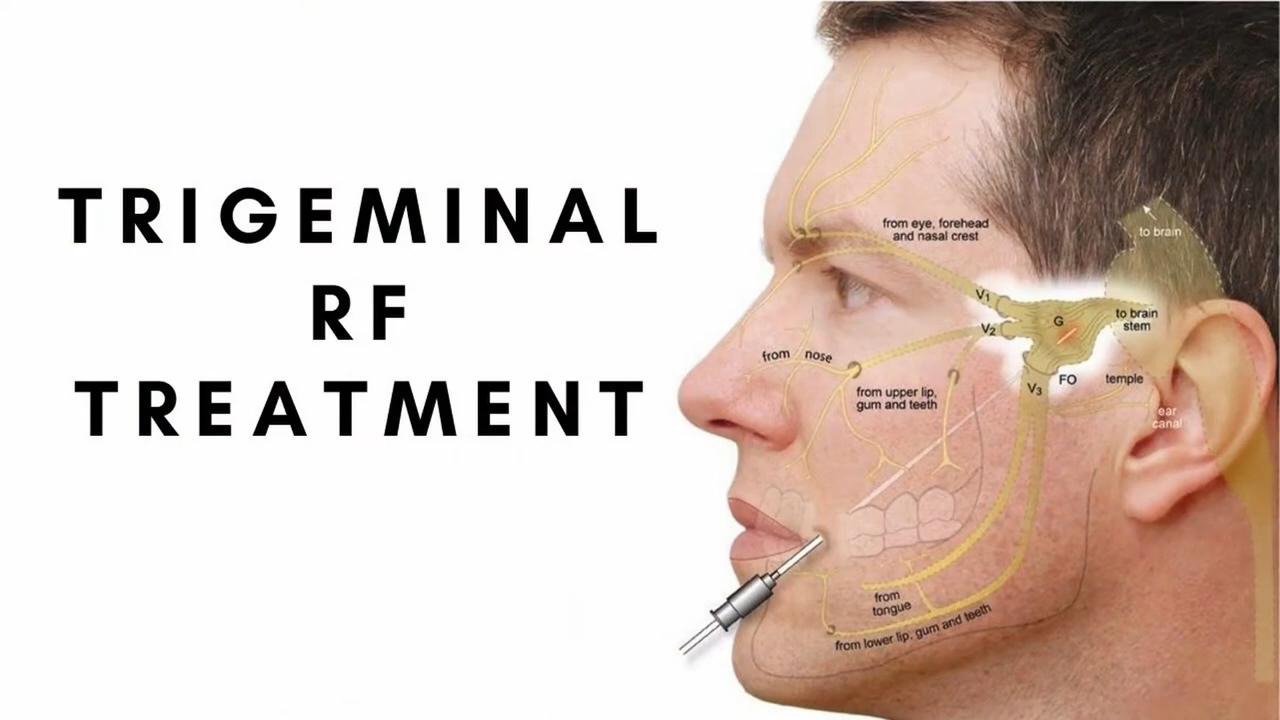 TRIGEMINAL
RF
TREATMENT
from eye, forehead
and nasal crest
to brain
V1
V2
G
to brain
stem
from nose
from upper lip,
gum and teeth
V3
FO
temple
ear
canal
from
tongue
from lower lip, gum and teeth